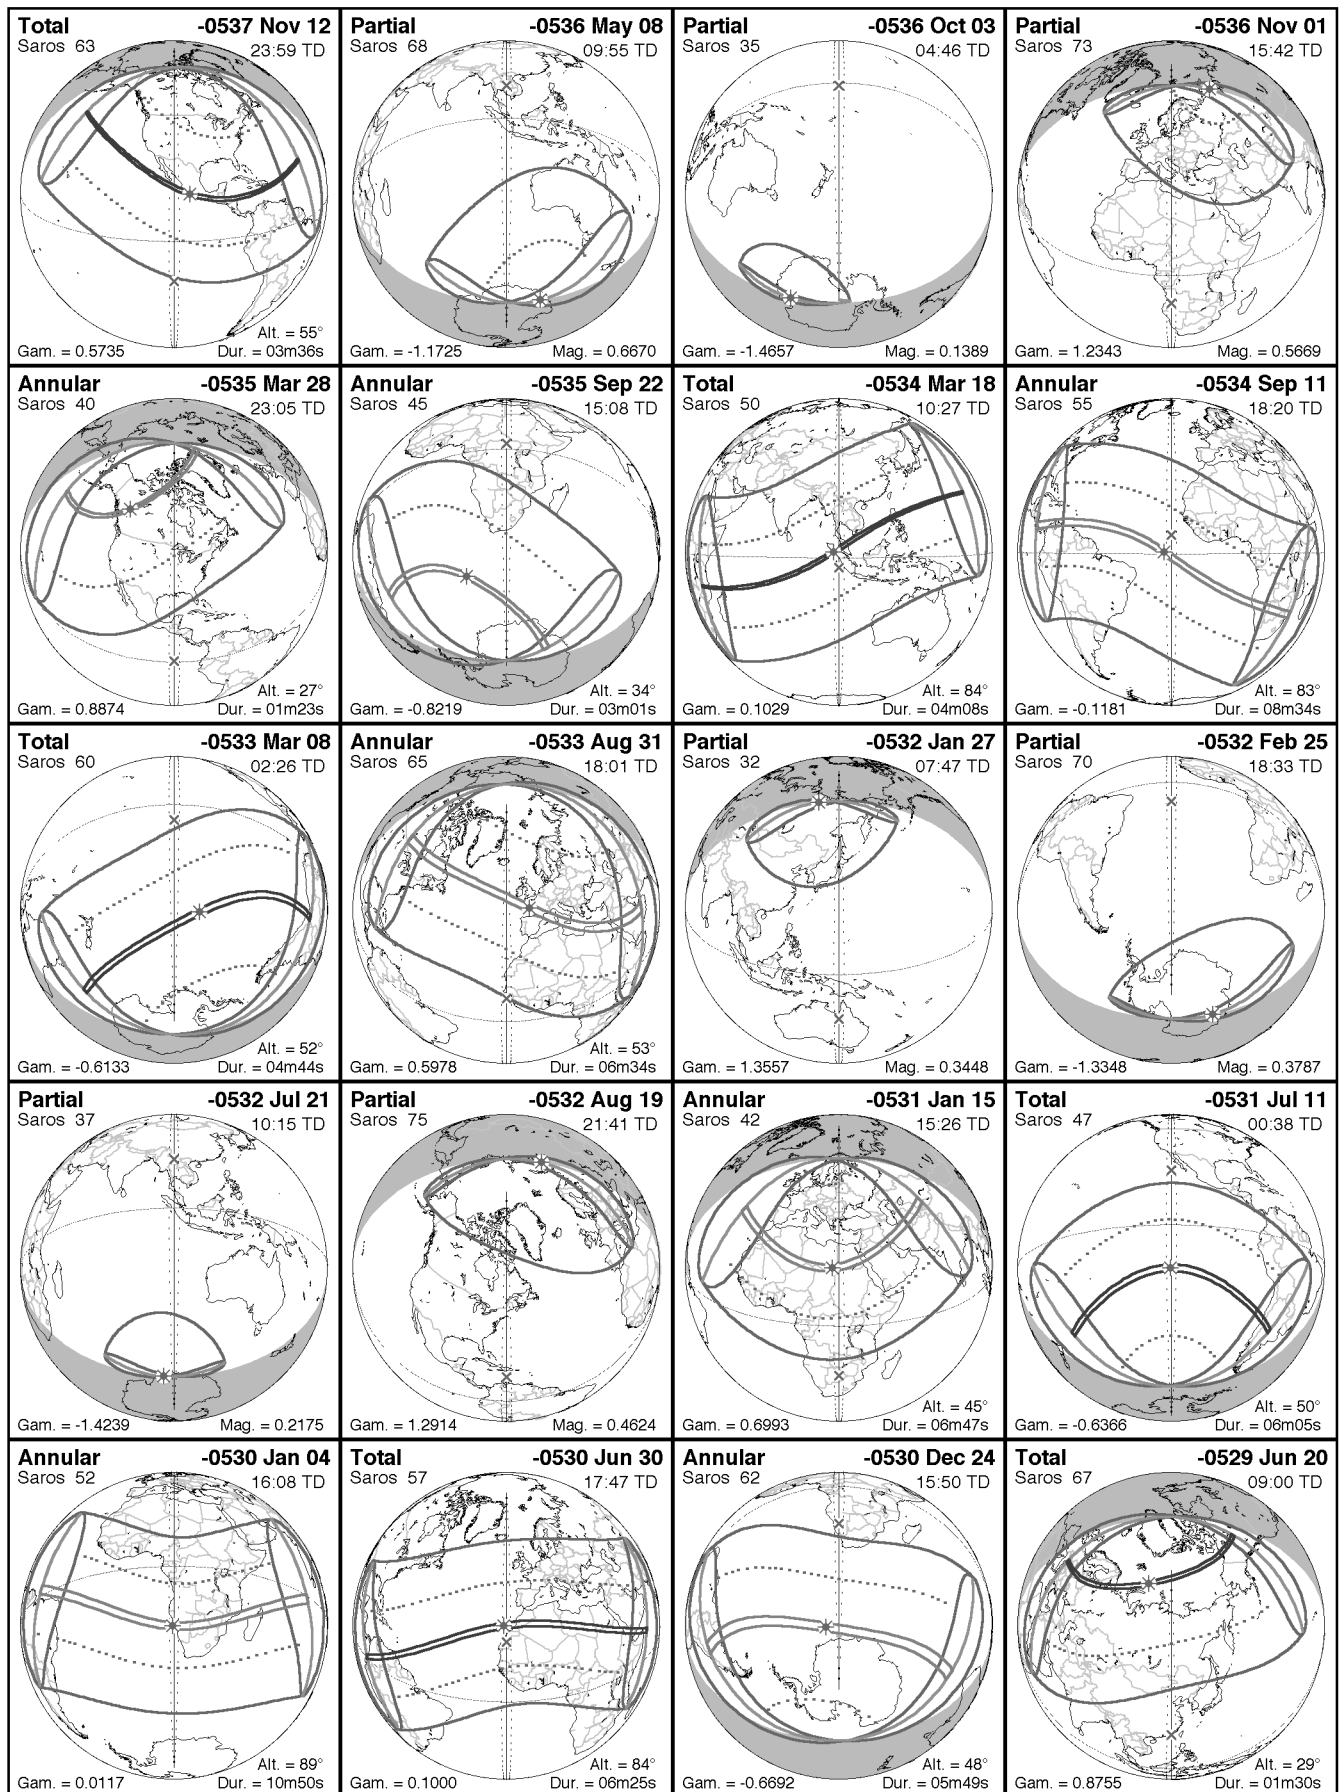 Total -0537 Nov 12
Saros 63 23:59 TD
Alt. = 55°
Gam. = 0.5735 Dur. = 03m36s
Partial -0536 May 08
Saros 68 09:55 TD
Gam. = -1.1725 Mag. = 0.6670
Partial -0536 Oct 03
Saros 35 04:46 TD
Gam. = -1.4657 Mag. = 0.1389
Partial -0536 Nov 01
Saros 73 15:42 TD
Gam. = 1.2343 Mag. = 0.5669
Annular -0535 Mar 28
Saros 40 23:05 TD
Alt. = 27°
Gam. = 0.8874 Dur. = 01m23s
Annular -0535 Sep 22
Saros 45 15:08 TD
Alt. = 34°
Gam. = -0.8219 Dur. = 03m01s
Total -0534 Mar 18
Saros 50 10:27 TD
Alt. = 84°
Gam. = 0.1029 Dur. = 04m08s
Annular -0534 Sep 11
Saros 55 18:20 TD
Alt. = 83°
Gam. = -0.1181 Dur. = 08m34s
Total -0533 Mar 08
Saros 60 02:26 TD
Alt. = 52°
Gam. = -0.6133 Dur. = 04m44s
Annular -0533 Aug 31
Saros 65 18:01 TD
Alt. = 53°
Gam. = 0.5978 Dur. = 06m34s
Partial -0532 Jan 27
Saros 32 07:47 TD
Gam. = 1.3557 Mag. = 0.3448
Partial -0532 Feb 25
Saros 70 18:33 TD
Gam. = -1.3348 Mag. = 0.3787
Partial -0532 Jul 21
Saros 37 10:15 TD
Gam. = -1.4239 Mag. = 0.2175
Partial -0532 Aug 19
Saros 75 21:41 TD
Gam. = 1.2914 Mag. = 0.4624
Annular -0531 Jan 15
Saros 42 15:26 TD
Alt. = 45°
Gam. = 0.6993 Dur. = 06m47s
Total -0531 Jul 11
Saros 47 00:38 TD
Alt. = 50°
Gam. = -0.6366 Dur. = 06m05s
Annular -0530 Jan 04
Saros 52 16:08 TD
Alt. = 89°
Gam. = 0.0117 Dur. = 10m50s
Total -0530 Jun 30
Saros 57 17:47 TD
Alt. = 84°
Gam. = 0.1000 Dur. = 06m25s
Annular -0530 Dec 24
Saros 62 15:50 TD
Alt. = 48°
Gam. = -0.6692 Dur. = 05m49s
Total -0529 Jun 20
Saros 67 09:00 TD
Alt. = 29°
Gam. = 0.8755 Dur. = 01m30s